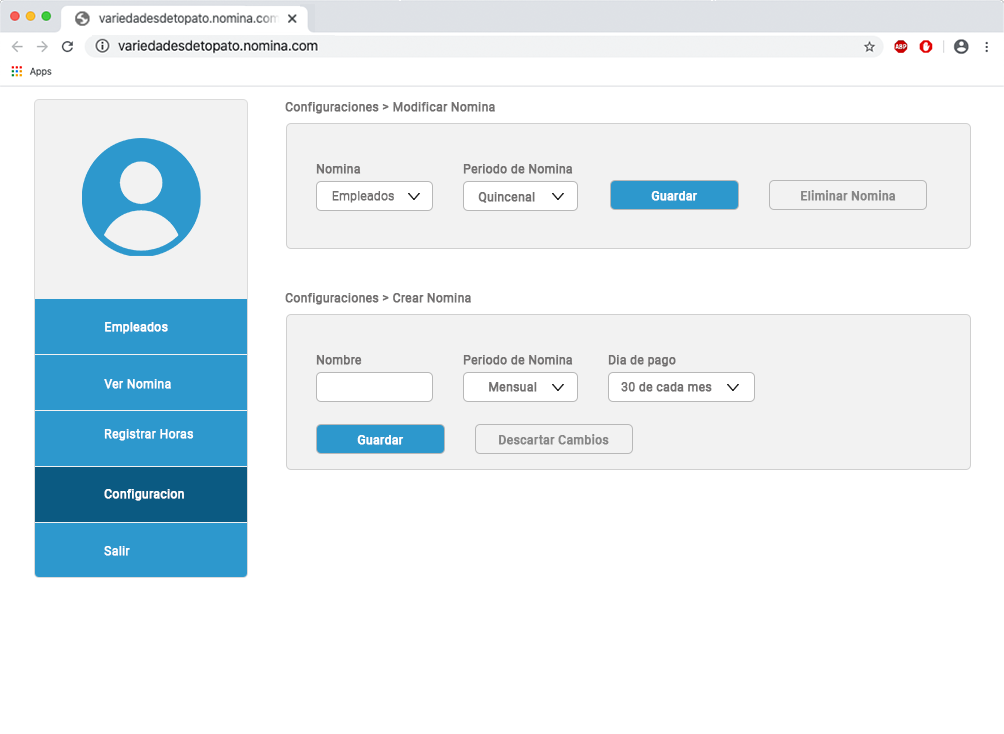 variedadesdetopato.nomina.com
variedadesdetopato.nomina.com
ABP
Apps
Empleados
Ver Nomina
Registrar Horas
Configuracion
Salir
Configuraciones > Modificar Nomina
Nomina Periodo de Nomina
Empleados Quincenal Guardar Eliminar Nomina
Configuraciones > Crear Nomina
Nombre Periodo de Nomina Dia de pago
Mensual 30 de cada mes
Guardar Descartar Cambios